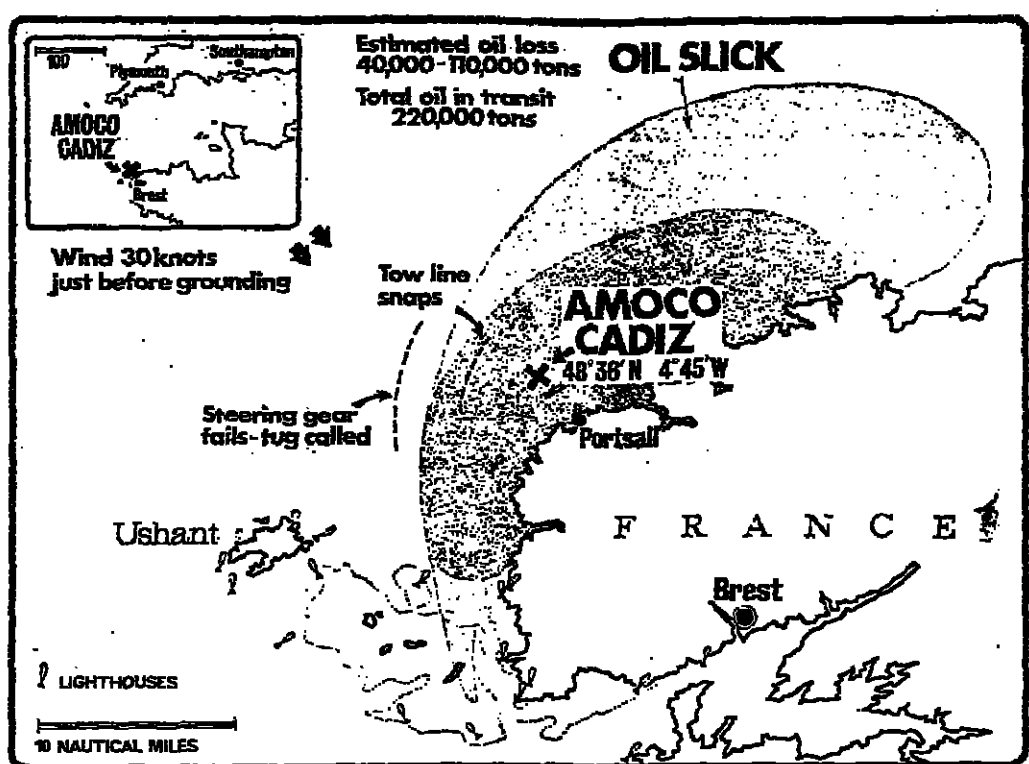 100
Southampton
Plymouth
AMOCO
CADIZ
Brest
Estimated oil loss
40,000-110,000 tons
Total oil in transit
220,000 tons
OIL SLICK
Wind 30 knots
just before grounding
Tow line
snaps
AMOCO
CADIZ
48°36'N 4°45'W
Steering gear
fails-tug called
Portsall
Ushant
FRANCE
Brest
LIGHTHOUSES
10 NAUTICAL MILES